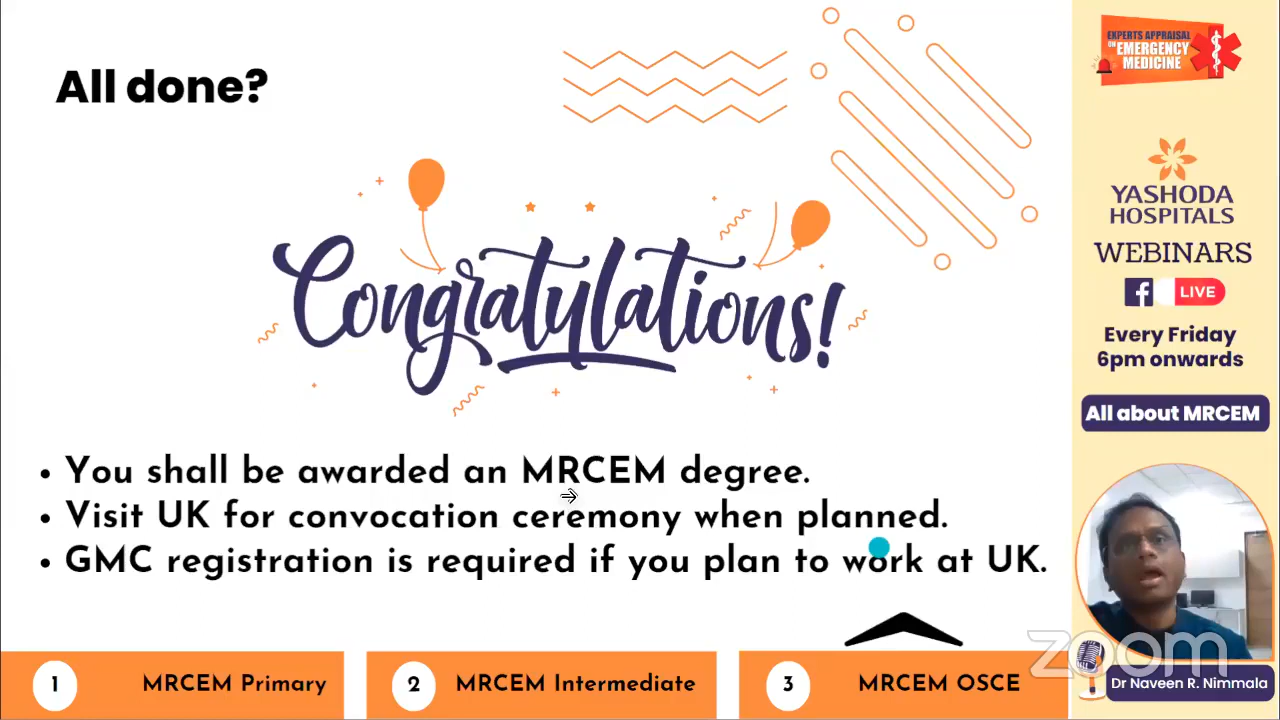 All done?
Congratulations!
• You shall be awarded an MRCEM degree.
• Visit UK for convocation ceremony when planned.
• GMC registration is required if you plan to work at UK.
1 MRCEM Primary
2 MRCEM Intermediate
3 MRCEM OSCE
EXPERTS APPRAISAL
ON EMERGENCY
MEDICINE
YASHODA
HOSPITALS
WEBINARS
LIVE
Every Friday
6pm onwards
All about MRCEM
zoom
Dr Naveen R. Nimmala